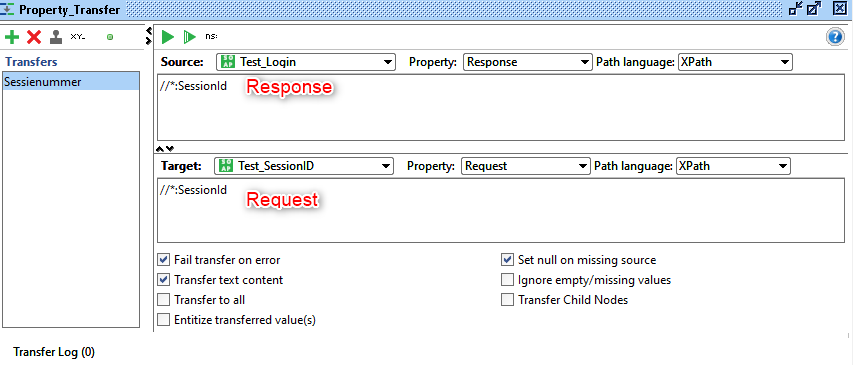 Property_Transfer
XY=
ns:
Transfers
Sessienummer
Source: SOAP Test_Login Property: Response Path language: XPath
//*:SessionId Response
Target: SOAP Test_SessionID Property: Request Path language: XPath
//*:SessionId Request
Fail transfer on error
Set null on missing source
Transfer text content
Ignore empty/missing values
Transfer to all
Transfer Child Nodes
Entitize transferred value(s)
Transfer Log (0)